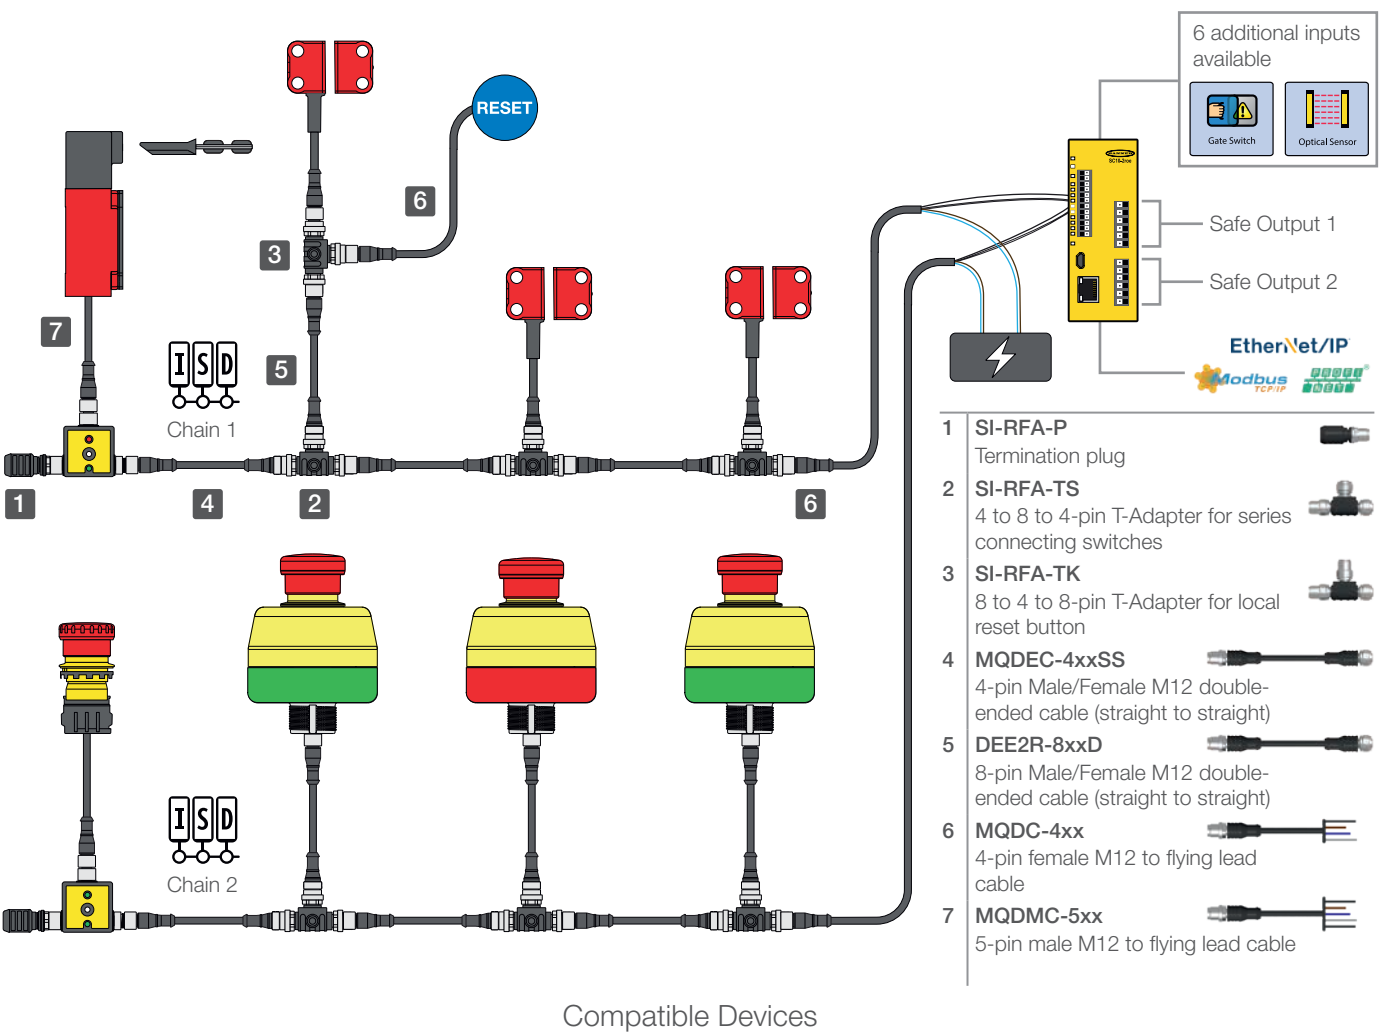 6 additional inputs
available
Gate Switch
Optical Sensor
RESET
BANNER
SC10-2roe
6
3
Safe Output 1
Safe Output 2
7
5
EtherNet/IP
Modbus
TCP/IP
PROFI
NET
®
ISD
Chain 1
1
4
2
6
1 SI-RFA-P
Termination plug
2 SI-RFA-TS
4 to 8 to 4-pin T-Adapter for series
connecting switches
3 SI-RFA-TK
8 to 4 to 8-pin T-Adapter for local
reset button
4 MQDEC-4xxSS
4-pin Male/Female M12 double-
ended cable (straight to straight)
5 DEE2R-8xxD
8-pin Male/Female M12 double-
ended cable (straight to straight)
6 MQDC-4xx
4-pin female M12 to flying lead
cable
7 MQDMC-5xx
5-pin male M12 to flying lead cable
ISD
Chain 2
Compatible Devices